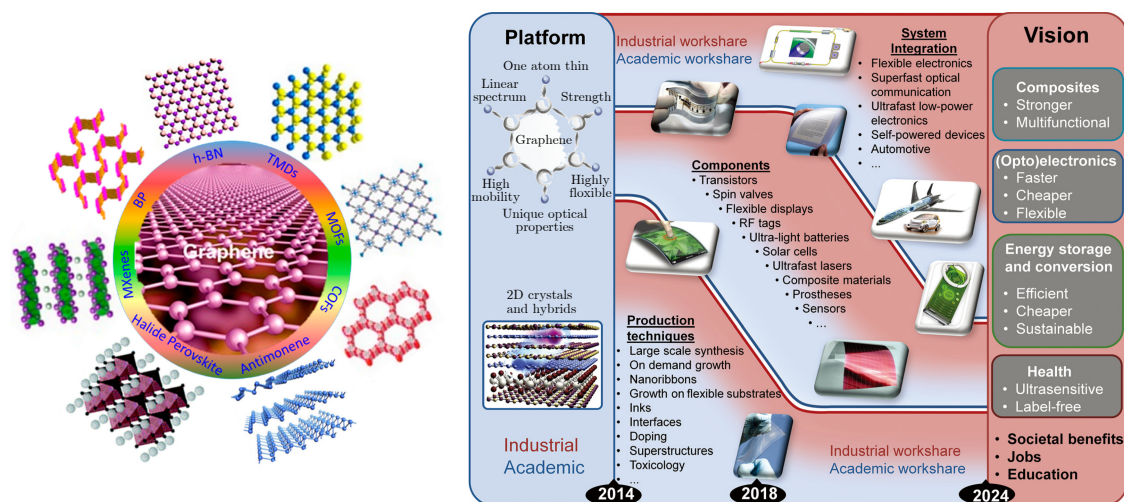 h-BN
TMDs
MOFs
COFs
Antimonene
Halide Perovskite
MXenes
BP
Graphene
Platform
One atom thin
Linear
spectrum
Strength
Graphene
High
mobility
Highly
flexible
Unique optical
properties
2D crystals
and hybrids
Industrial
Academic
Industrial workshare
Academic workshare
System
Integration
• Flexible electronics
• Superfast optical
communication
• Ultrafast low-power
electronics
• Self-powered devices
• Automotive
• ...
Components
• Transistors
• Spin valves
• Flexible displays
• RF tags
• Ultra-light batteries
• Solar cells
• Ultrafast lasers
• Composite materials
• Prostheses
• Sensors
• ...
Production
techniques
• Large scale synthesis
• On demand growth
• Nanoribbons
• Growth on flexible substrates
• Inks
• Interfaces
• Doping
• Superstructures
• Toxicology
• ...
Industrial workshare
Academic workshare
Vision
Composites
• Stronger
• Multifunctional
(Opto)electronics
• Faster
• Cheaper
• Flexible
Energy storage
and conversion
• Efficient
• Cheaper
• Sustainable
Health
• Ultrasensitive
• Label-free
• Societal benefits
• Jobs
• Education
2014
2018
2024